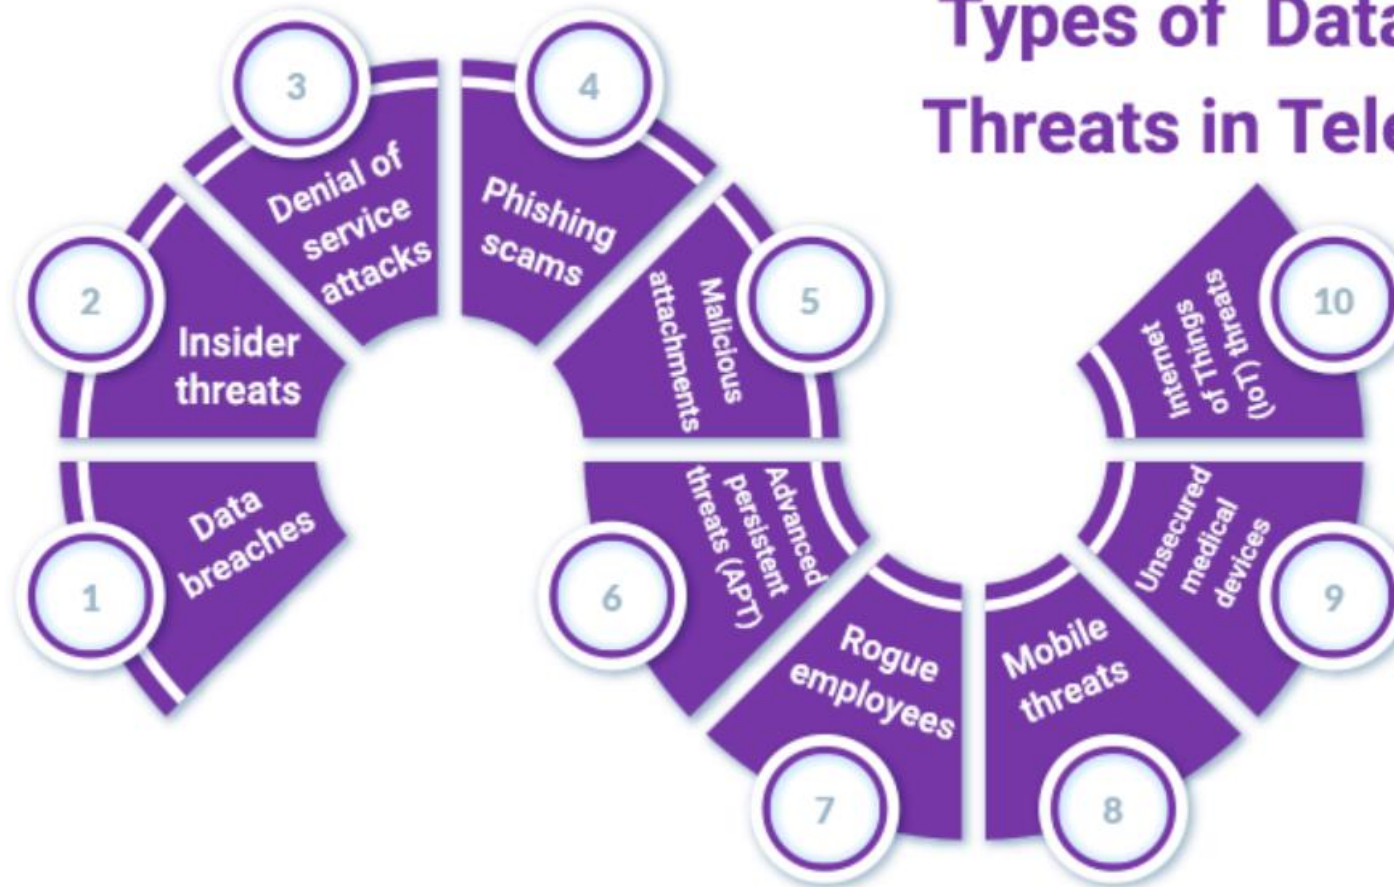 Types of Data
Threats in Tele
1
Data
breaches
2
Insider
threats
3
Denial of
service
attacks
4
Phishing
scams
5
Malicious
attachments
6
Advanced
persistent
threats (APT)
7
Rogue
employees
8
Mobile
threats
9
Unsecured
medical
devices
10
Internet
of Things
(IoT) threats